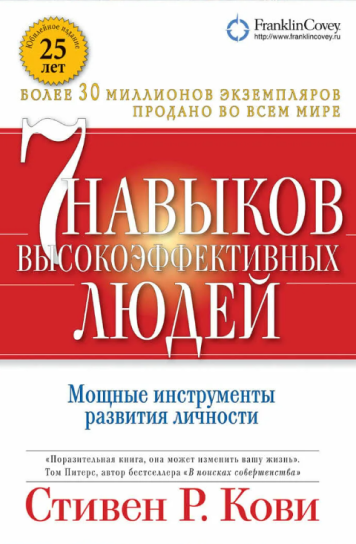 Юбилейное издание
25
лет
FranklinCovey
http://www.franklincovey.ru
БОЛЕЕ 30 МИЛЛИОНОВ ЭКЗЕМПЛЯРОВ
ПРОДАНО ВО ВСЕМ МИРЕ
7 НАВЫКОВ
ВЫСОКОЭФФЕКТИВНЫХ
ЛЮДЕЙ
Мощные инструменты
развития личности
«Поразительная книга, она может изменить вашу жизнь».
Том Питерс, автор бестселлера «В поисках совершенства»
Стивен Р. Кови